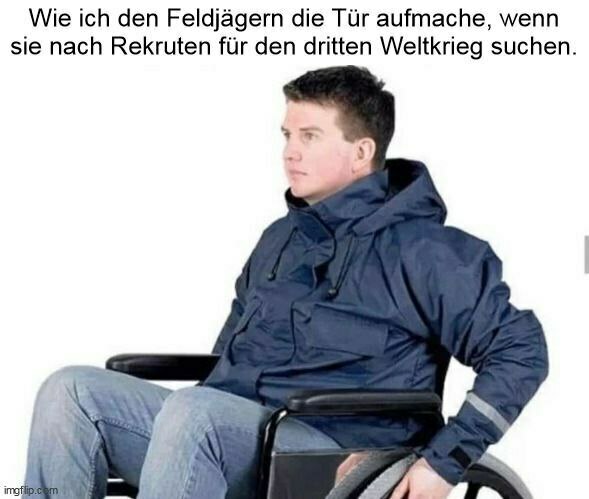 Wie ich den Feldjägern die Tür aufmache, wenn
sie nach Rekruten für den dritten Weltkrieg suchen.
imgflip.com